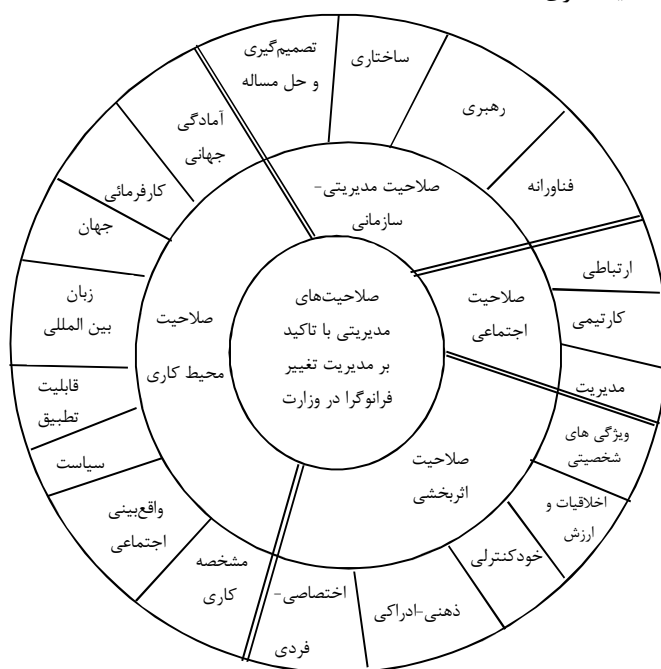 صلاحیت‌های
مدیریتی با تاکید
بر مدیریت تغییر
فرانوگرا در وزارت
صلاحیت مدیریتی-
سازمانی
صلاحیت
اجتماعی
صلاحیت
اثربخشی
صلاحیت
محیط کاری
تصمیم‌گیری
و حل مساله
ساختاری
رهبری
فناورانه
ارتباطی
کارتیمی
مدیریت
ویژگی های
شخصیتی
اخلاقیات و
ارزش
خودکنترلی
ذهنی-ادراکی
اختصاصی-
فردی
مشخصه
کاری
واقع‌بینی
اجتماعی
سیاست
قابلیت
تطبیق
زبان
بین المللی
جهان
کارفرمائی
آمادگی
جهانی